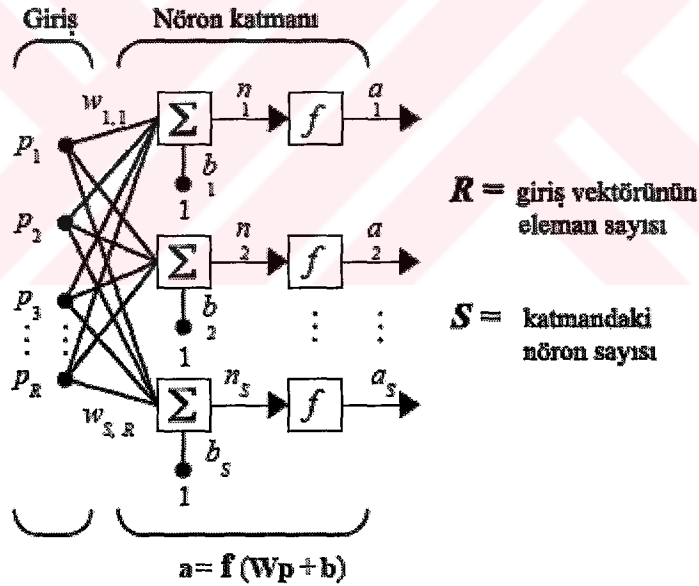 Giriş Nöron katmanı
w1,1 n1 a1
p1 Σ f
b1
1
p2 n2 a2
Σ f
p3 b2
1
pR nS aS
Σ f
wS, R
bS
1
R = giriş vektörünün
eleman sayısı
S = katmandaki
nöron sayısı
a= f (Wp+b)